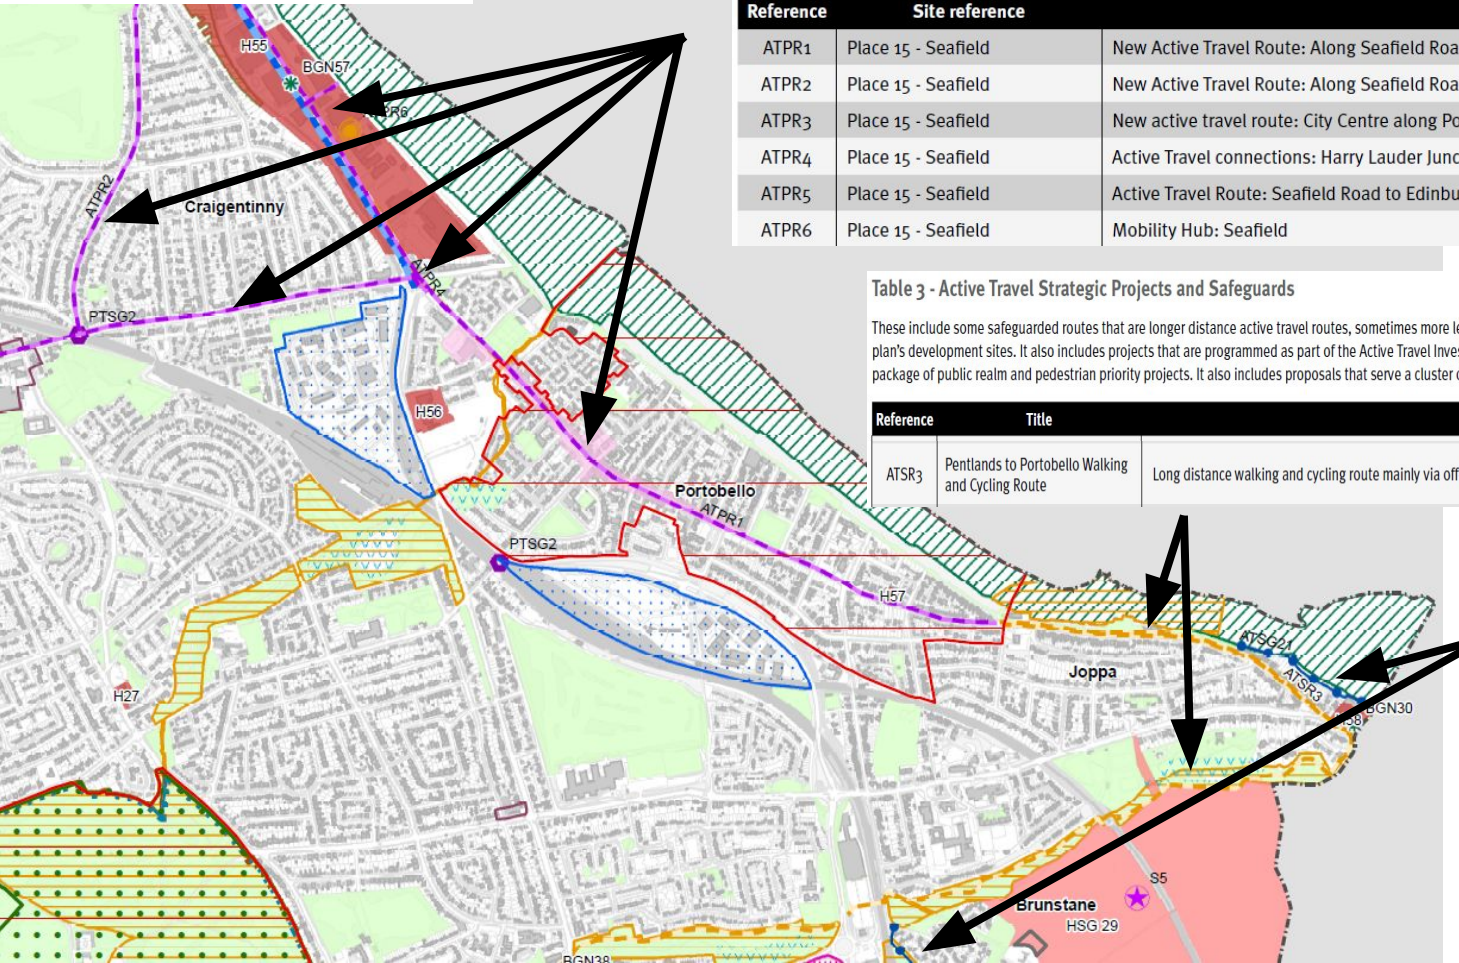 Reference Site reference
ATPR1 Place 15 - Seafield New Active Travel Route: Along Seafield Roa
ATPR2 Place 15 - Seafield New Active Travel Route: Along Seafield Roa
ATPR3 Place 15 - Seafield New active travel route: City Centre along Po
ATPR4 Place 15 - Seafield Active Travel connections: Harry Lauder Junc
ATPR5 Place 15 - Seafield Active Travel Route: Seafield Road to Edinbu
ATPR6 Place 15 - Seafield Mobility Hub: Seafield
Table 3 - Active Travel Strategic Projects and Safeguards
These include some safeguarded routes that are longer distance active travel routes, sometimes more le
plan's development sites. It also includes projects that are programmed as part of the Active Travel Inves
package of public realm and pedestrian priority projects. It also includes proposals that serve a cluster o
Reference Title
ATSR3 Pentlands to Portobello Walking and Cycling Route Long distance walking and cycling route mainly via off
H55
BGN57
PR6
ATPR2
Craigentinny
ATPR4
PTSG2
H56
Portobello
ATPR1
PTSG2
H57
ATSG21
Joppa
ATSR3
BGN30
H27
S5
Brunstane
HSG 29
BGN38